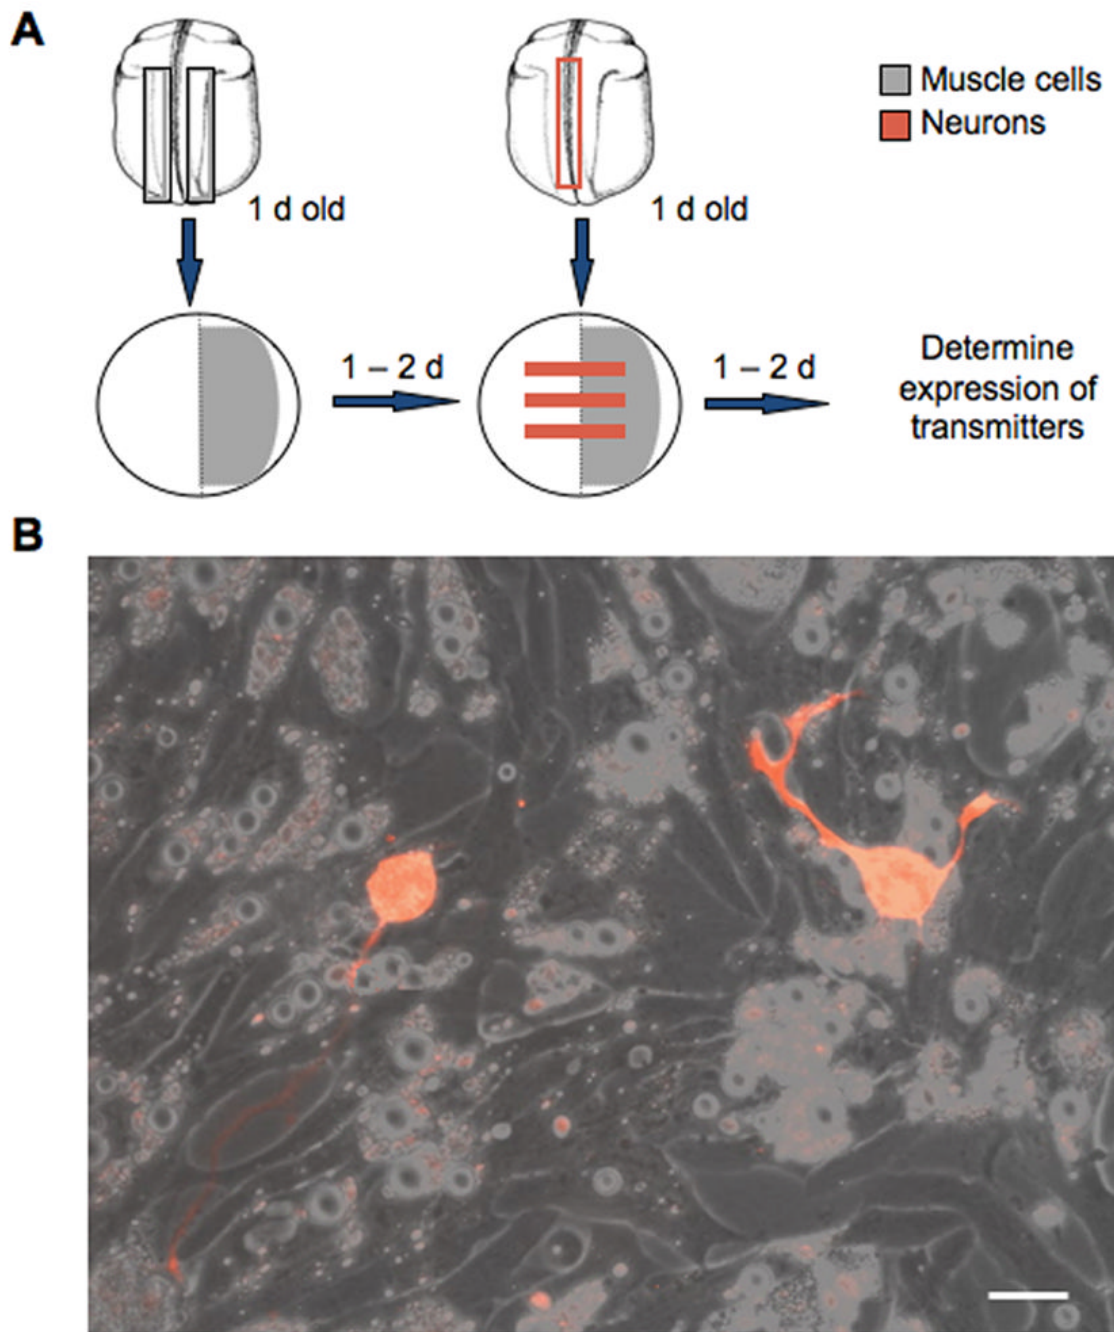 A
Muscle cells
Neurons
1 d old
1 d old
1 – 2 d
1 – 2 d
Determine
expression of
transmitters
B